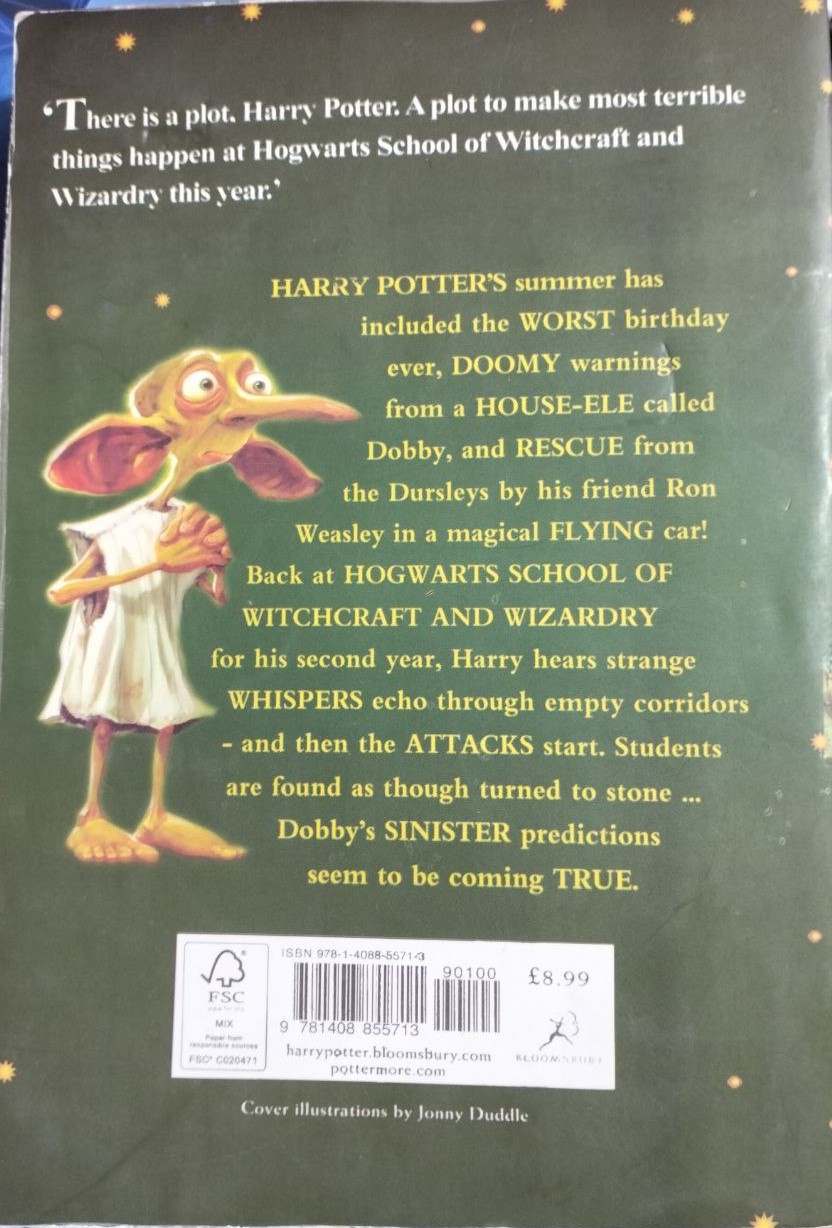 ‘There is a plot. Harry Potter. A plot to make most terrible
things happen at Hogwarts School of Witchcraft and
Wizardry this year.’
HARRY POTTER'S summer has
included the WORST birthday
ever, DOOMY warnings
from a HOUSE-ELE called
Dobby, and RESCUE from
the Dursleys by his friend Ron
Weasley in a magical FLYING car!
Back at HOGWARTS SCHOOL OF
WITCHCRAFT AND WIZARDRY
for his second year, Harry hears strange
WHISPERS echo through empty corridors
- and then the ATTACKS start. Students
are found as though turned to stone ...
Dobby's SINISTER predictions
seem to be coming TRUE.
FSC
MIX
Paper from
responsible sources
FSC® C020471
ISBN 978-1-4088-5571-3
90100
9 781408 855713
harrypotter.bloomsbury.com
pottermore.com
£8.99
BLOOMSBURY
Cover illustrations by Jonny Duddle